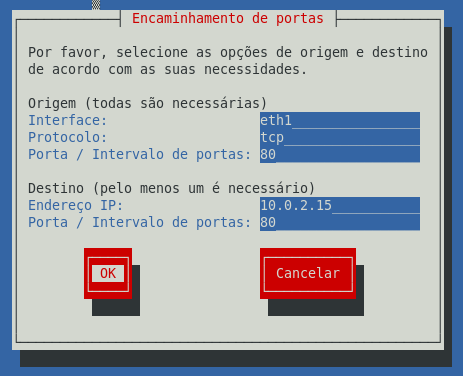 Encaminhamento de portas
Por favor, selecione as opções de origem e destino
de acordo com as suas necessidades.
Origem (todas são necessárias)
Interface: eth1
Protocolo: tcp
Porta / Intervalo de portas: 80
Destino (pelo menos um é necessário)
Endereço IP: 10.0.2.15
Porta / Intervalo de portas: 80
OK Cancelar